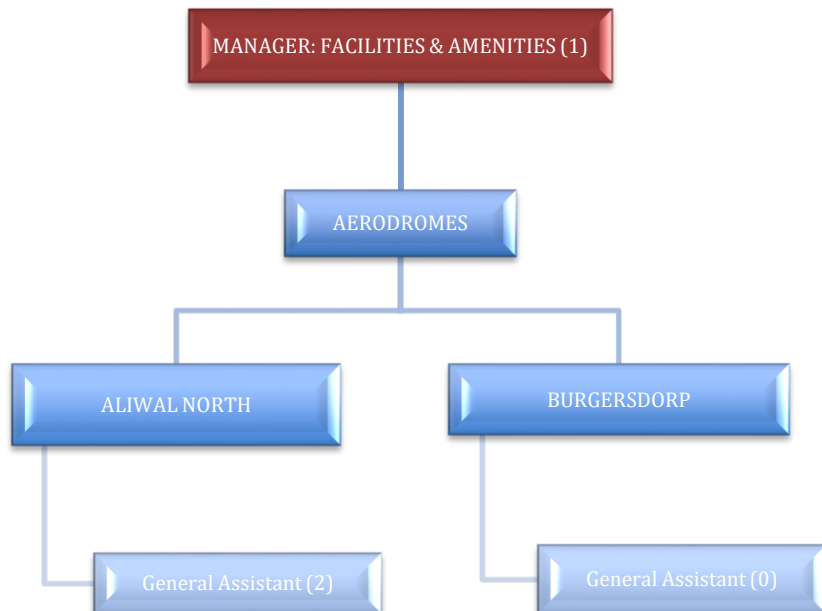 MANAGER: FACILITIES & AMENITIES (1)
AERODROMES
ALIWAL NORTH
BURGERSDORP
General Assistant (2)
General Assistant (0)